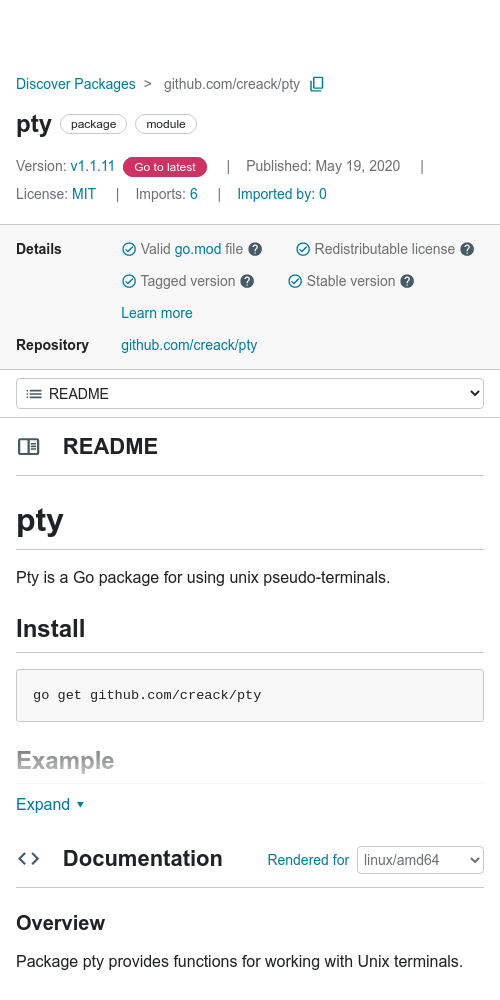 Discover Packages > github.com/creack/pty
pty package module
Version: v1.1.11 Go to latest | Published: May 19, 2020 |
License: MIT | Imports: 6 | Imported by: 0
Details Valid go.mod file ? Redistributable license ?
Tagged version ? Stable version ?
Learn more
Repository github.com/creack/pty
README
README
pty
Pty is a Go package for using unix pseudo-terminals.
Install
go get github.com/creack/pty
Example
Expand
Documentation Rendered for linux/amd64
Overview
Package pty provides functions for working with Unix terminals.